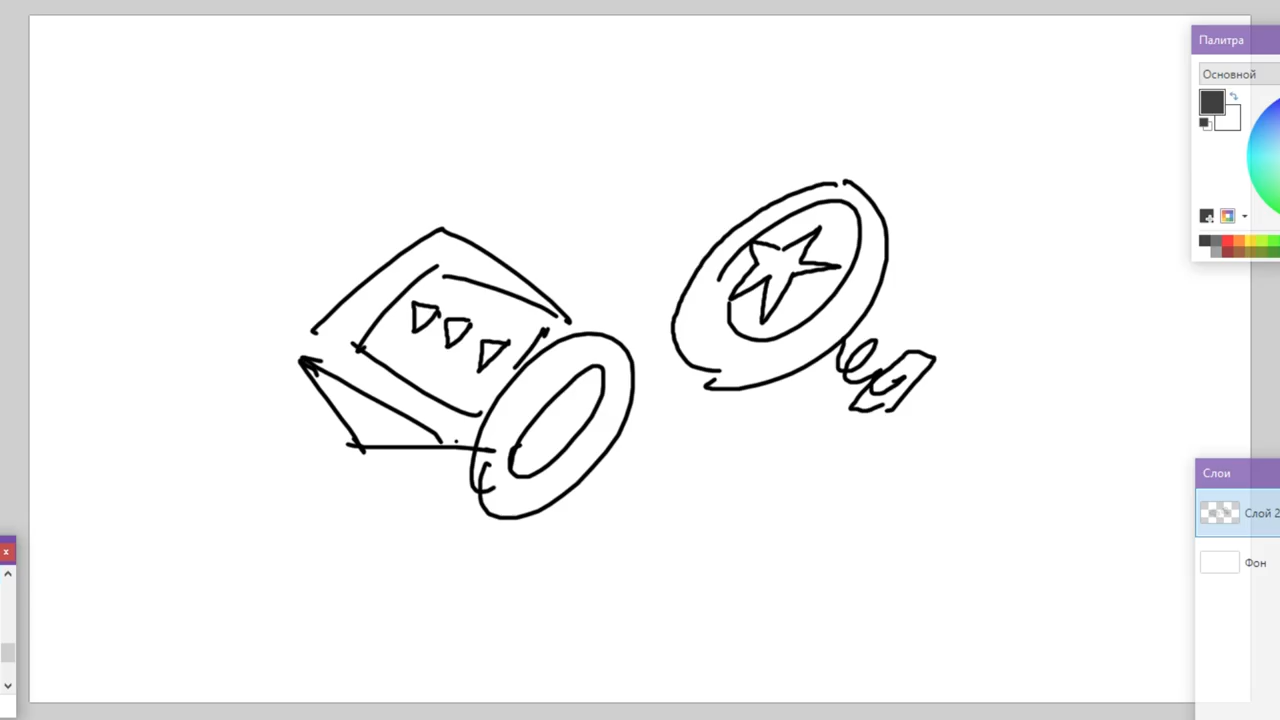 Палитра
Основной
Слои
Слой 2
Фон